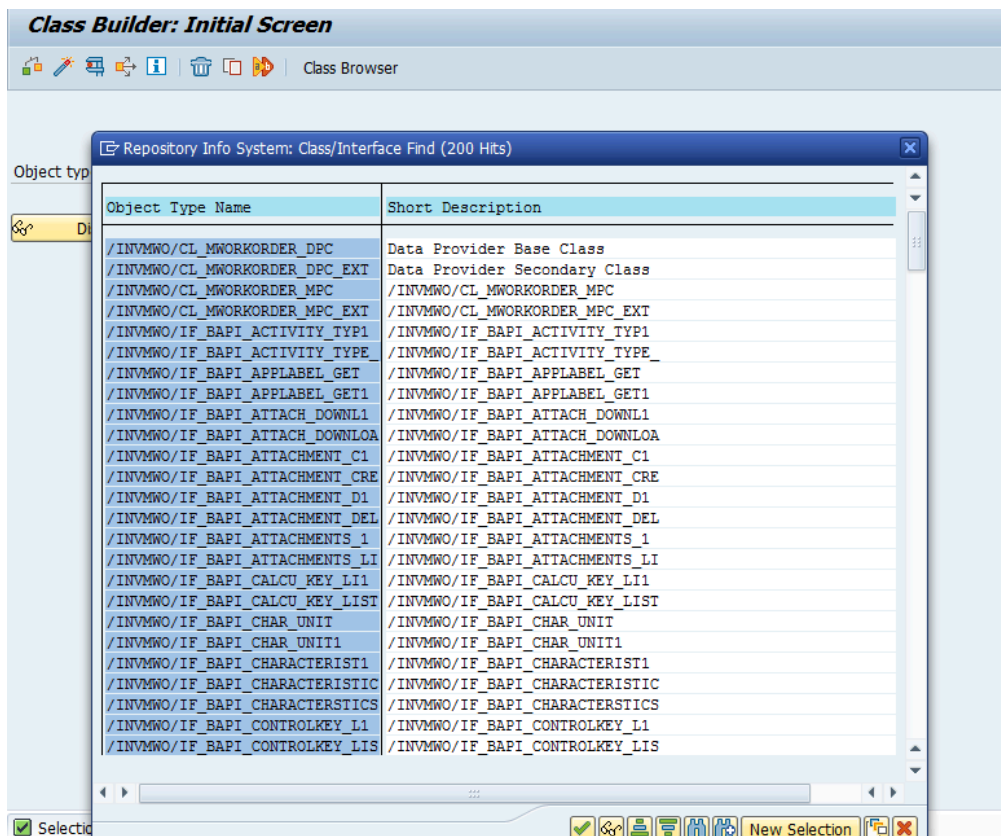 Class Builder: Initial Screen
Class Browser
Repository Info System: Class/Interface Find (200 Hits)
Object typ
Object Type Name Short Description
Di
/INVMWO/CL_MWORKORDER_DPC Data Provider Base Class
/INVMWO/CL_MWORKORDER_DPC_EXT Data Provider Secondary Class
/INVMWO/CL_MWORKORDER_MPC /INVMWO/CL_MWORKORDER_MPC
/INVMWO/CL_MWORKORDER_MPC_EXT /INVMWO/CL_MWORKORDER_MPC_EXT
/INVMWO/IF_BAPI_ACTIVITY_TYP1 /INVMWO/IF_BAPI_ACTIVITY_TYP1
/INVMWO/IF_BAPI_ACTIVITY_TYPE_ /INVMWO/IF_BAPI_ACTIVITY_TYPE_
/INVMWO/IF_BAPI_APPLABEL_GET /INVMWO/IF_BAPI_APPLABEL_GET
/INVMWO/IF_BAPI_APPLABEL_GET1 /INVMWO/IF_BAPI_APPLABEL_GET1
/INVMWO/IF_BAPI_ATTACH_DOWNL1 /INVMWO/IF_BAPI_ATTACH_DOWNL1
/INVMWO/IF_BAPI_ATTACH_DOWNLOA /INVMWO/IF_BAPI_ATTACH_DOWNLOA
/INVMWO/IF_BAPI_ATTACHMENT_C1 /INVMWO/IF_BAPI_ATTACHMENT_C1
/INVMWO/IF_BAPI_ATTACHMENT_CRE /INVMWO/IF_BAPI_ATTACHMENT_CRE
/INVMWO/IF_BAPI_ATTACHMENT_D1 /INVMWO/IF_BAPI_ATTACHMENT_D1
/INVMWO/IF_BAPI_ATTACHMENT_DEL /INVMWO/IF_BAPI_ATTACHMENT_DEL
/INVMWO/IF_BAPI_ATTACHMENTS_1 /INVMWO/IF_BAPI_ATTACHMENTS_1
/INVMWO/IF_BAPI_ATTACHMENTS_LI /INVMWO/IF_BAPI_ATTACHMENTS_LI
/INVMWO/IF_BAPI_CALCU_KEY_LI1 /INVMWO/IF_BAPI_CALCU_KEY_LI1
/INVMWO/IF_BAPI_CALCU_KEY_LIST /INVMWO/IF_BAPI_CALCU_KEY_LIST
/INVMWO/IF_BAPI_CHAR_UNIT /INVMWO/IF_BAPI_CHAR_UNIT
/INVMWO/IF_BAPI_CHAR_UNIT1 /INVMWO/IF_BAPI_CHAR_UNIT1
/INVMWO/IF_BAPI_CHARACTERIST1 /INVMWO/IF_BAPI_CHARACTERIST1
/INVMWO/IF_BAPI_CHARACTERISTIC /INVMWO/IF_BAPI_CHARACTERISTIC
/INVMWO/IF_BAPI_CHARACTERSTICS /INVMWO/IF_BAPI_CHARACTERSTICS
/INVMWO/IF_BAPI_CONTROLKEY_L1 /INVMWO/IF_BAPI_CONTROLKEY_L1
/INVMWO/IF_BAPI_CONTROLKEY_LIS /INVMWO/IF_BAPI_CONTROLKEY_LIS
Selectio
New Selection